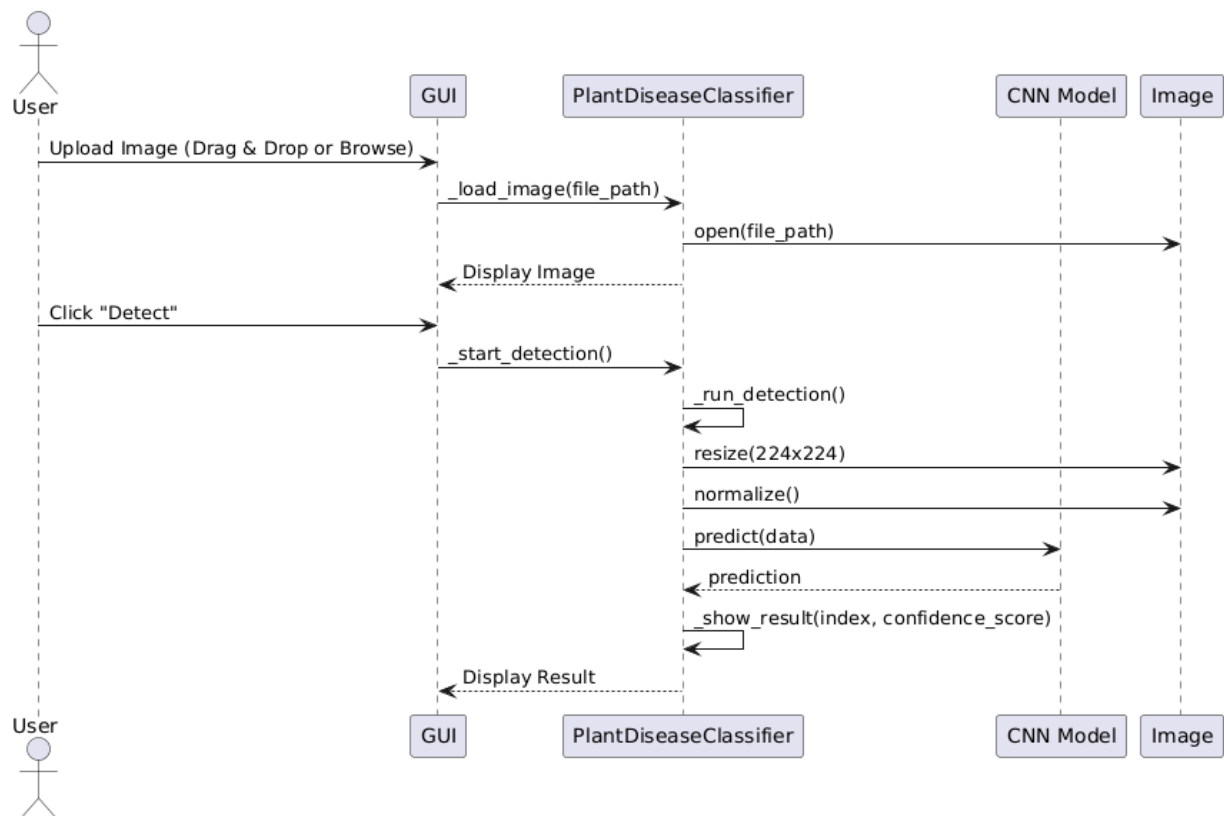 User
GUI
PlantDiseaseClassifier
CNN Model
Image
Upload Image (Drag & Drop or Browse)
_load_image(file_path)
open(file_path)
Display Image
Click "Detect"
_start_detection()
_run_detection()
resize(224x224)
normalize()
predict(data)
prediction
_show_result(index, confidence_score)
Display Result
User
GUI
PlantDiseaseClassifier
CNN Model
Image